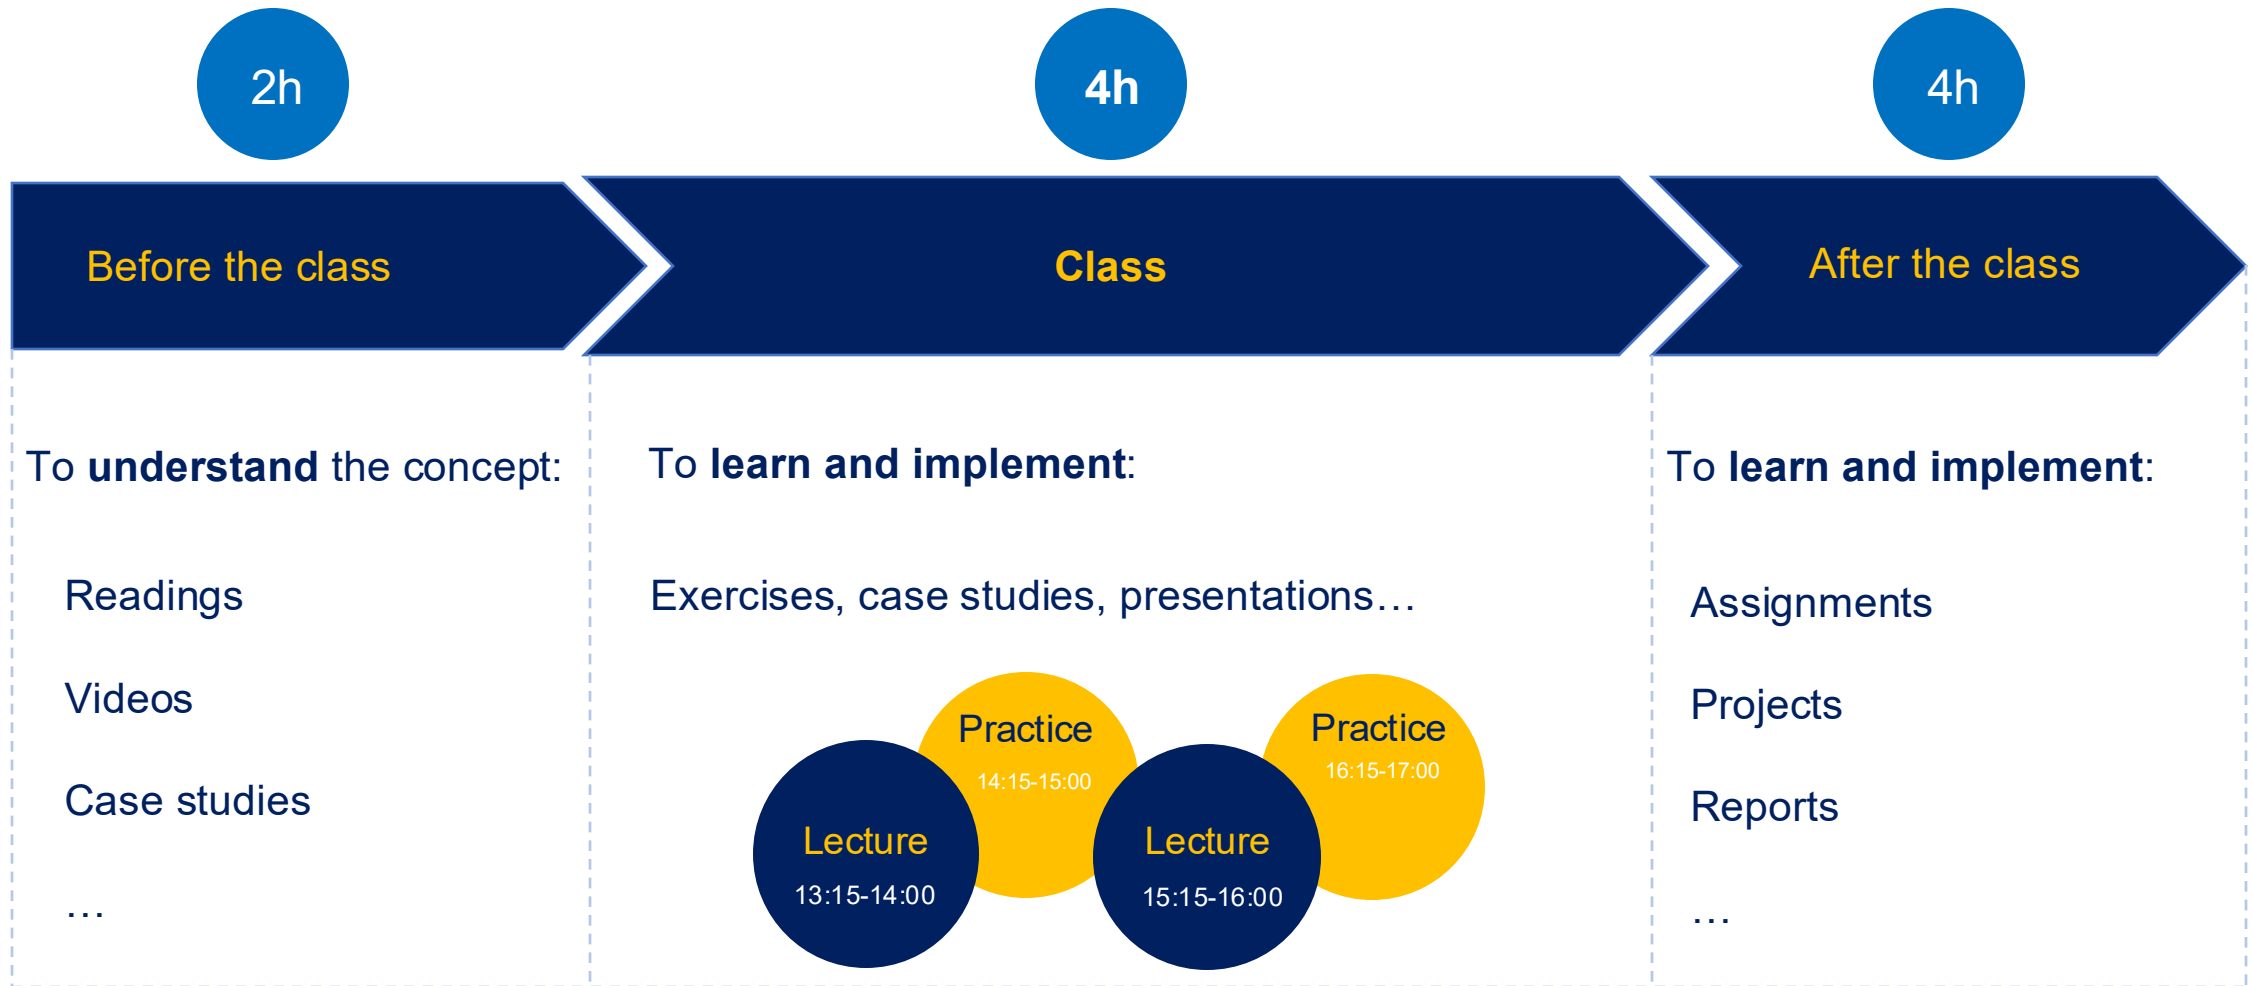 2h
4h
4h
Before the class
Class
After the class
To understand the concept:
Readings
Videos
Case studies
…
To learn and implement:
Exercises, case studies, presentations…
Lecture
13:15-14:00
Practice
14:15-15:00
Lecture
15:15-16:00
Practice
16:15-17:00
To learn and implement:
Assignments
Projects
Reports
…